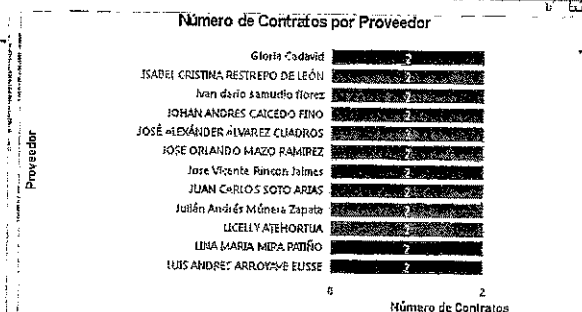 Número de Contratos por Proveedor
Proveedor
Gloria Cadavid 2
ISABEL CRISTINA RESTREPO DE LEÓN 2
ivan dario samudio florez 2
JOHAN ANDRES CAICEDO FINO 2
JOSÉ ALEXÁNDER ALVAREZ CUADROS 2
JOSE ORLANDO MAZO RAMIREZ 2
Jose Vicente Rincon Jaimes 2
JUAN CARLOS SOTO ARIAS 2
Julián Andrés Múnera Zapata 2
LICELLY ATEHORTUA 2
LINA MARIA MIRA PATIÑO 2
LUIS ANDRES ARROYAVE EUSSE 2
0 2
Número de Contratos